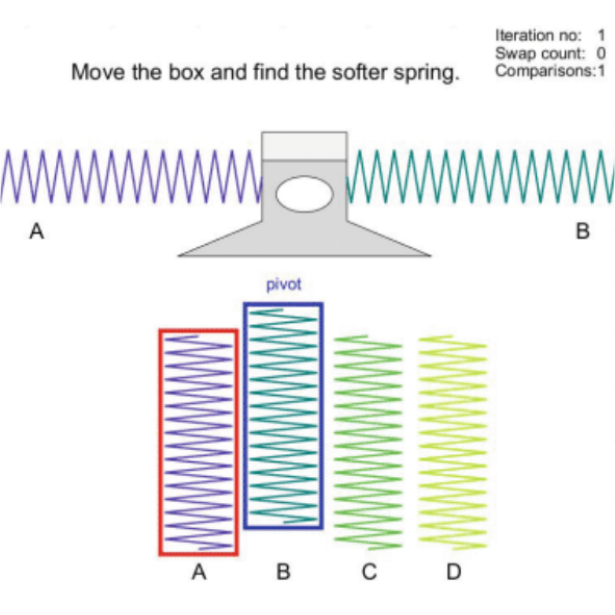 Iteration no: 1
Swap count: 0
Comparisons:1
Move the box and find the softer spring.
A B
pivot
A B C D